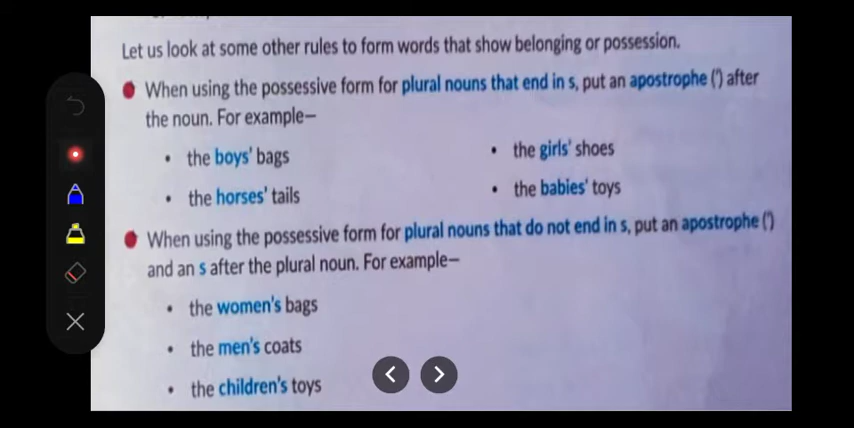 Let us look at some other rules to form words that show belonging or possession.
When using the possessive form for plural nouns that end in s, put an apostrophe (') after
the noun. For example–
• the boys' bags
• the girls' shoes
• the horses' tails
• the babies' toys
When using the possessive form for plural nouns that do not end in s, put an apostrophe (')
and an s after the plural noun. For example–
• the women's bags
• the men's coats
• the children's toys